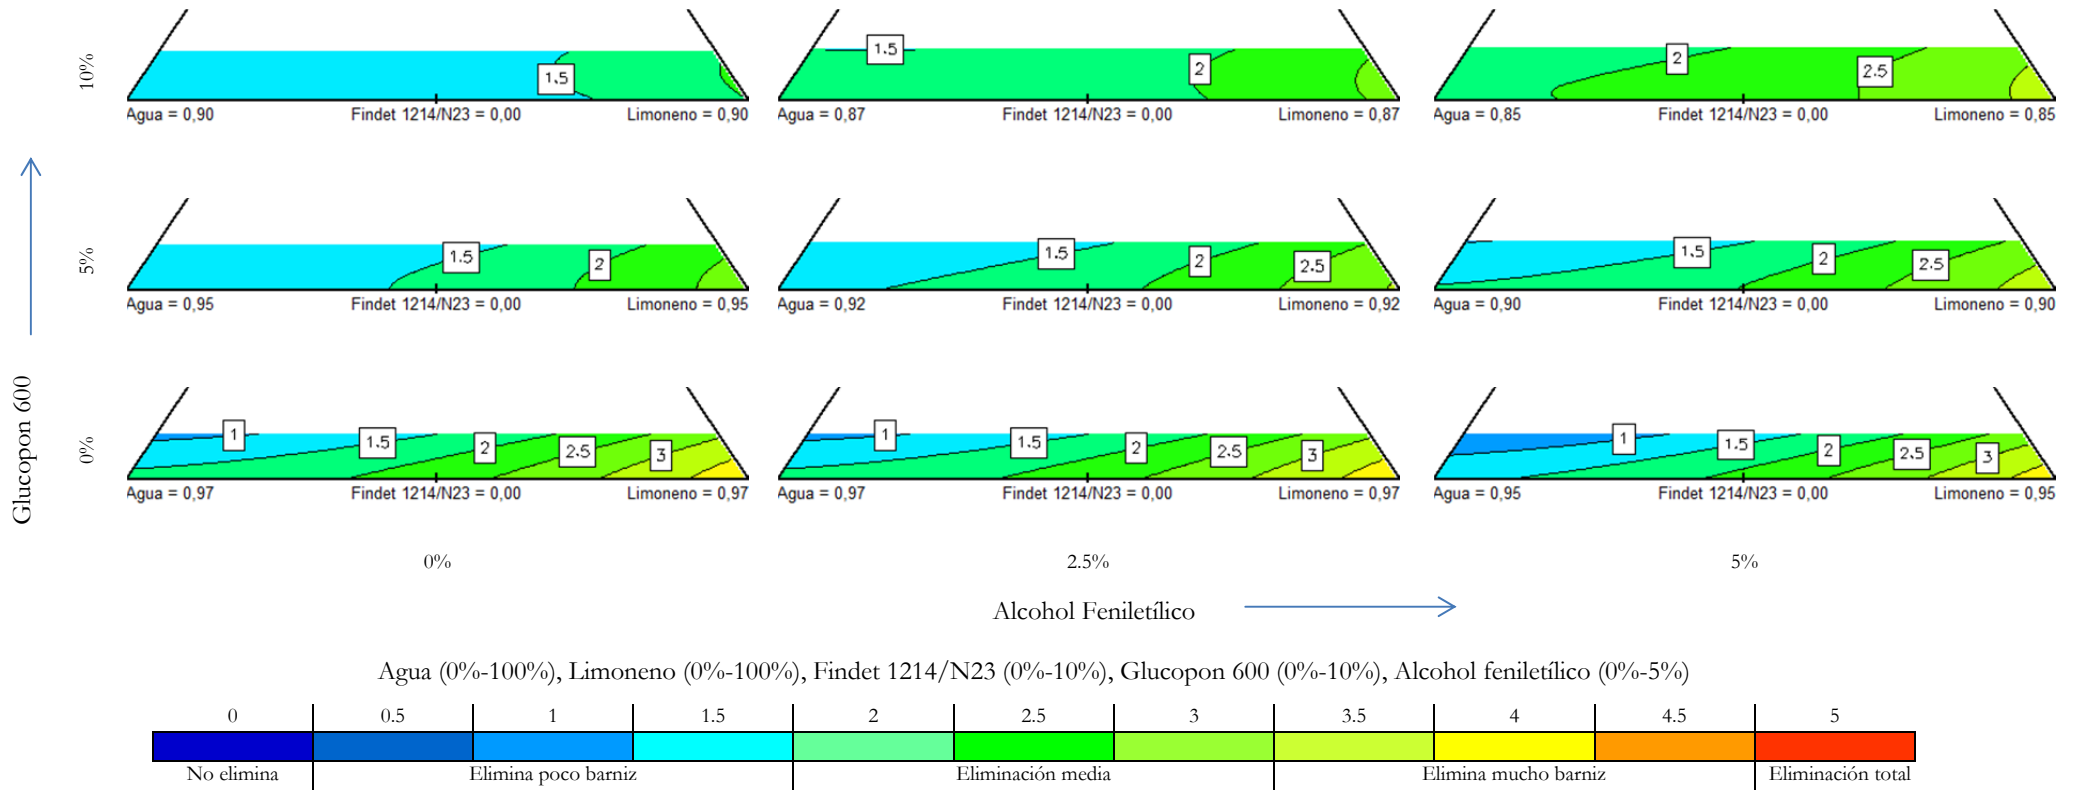 10%
1.5
1.5
2
2
2.5
Agua = 0,90 Findet 1214/N23 = 0,00 Limoneno = 0,90
Agua = 0,87 Findet 1214/N23 = 0,00 Limoneno = 0,87
Agua = 0,85 Findet 1214/N23 = 0,00 Limoneno = 0,85
5%
1.5 2
1.5 2 2.5
1.5 2 2.5
Agua = 0,95 Findet 1214/N23 = 0,00 Limoneno = 0,95
Agua = 0,92 Findet 1214/N23 = 0,00 Limoneno = 0,92
Agua = 0,90 Findet 1214/N23 = 0,00 Limoneno = 0,90
Glucopon 600
0%
1 1.5 2 2.5 3
1 1.5 2 2.5 3
1 1.5 2 2.5 3
Agua = 0,97 Findet 1214/N23 = 0,00 Limoneno = 0,97
Agua = 0,97 Findet 1214/N23 = 0,00 Limoneno = 0,97
Agua = 0,95 Findet 1214/N23 = 0,00 Limoneno = 0,95
0% 2.5% 5%
Alcohol Feniletílico
Agua (0%-100%), Limoneno (0%-100%), Findet 1214/N23 (0%-10%), Glucopon 600 (0%-10%), Alcohol feniletílico (0%-5%)
0 0.5 1 1.5 2 2.5 3 3.5 4 4.5 5
No elimina Elimina poco barniz Eliminación media Elimina mucho barniz Eliminación total